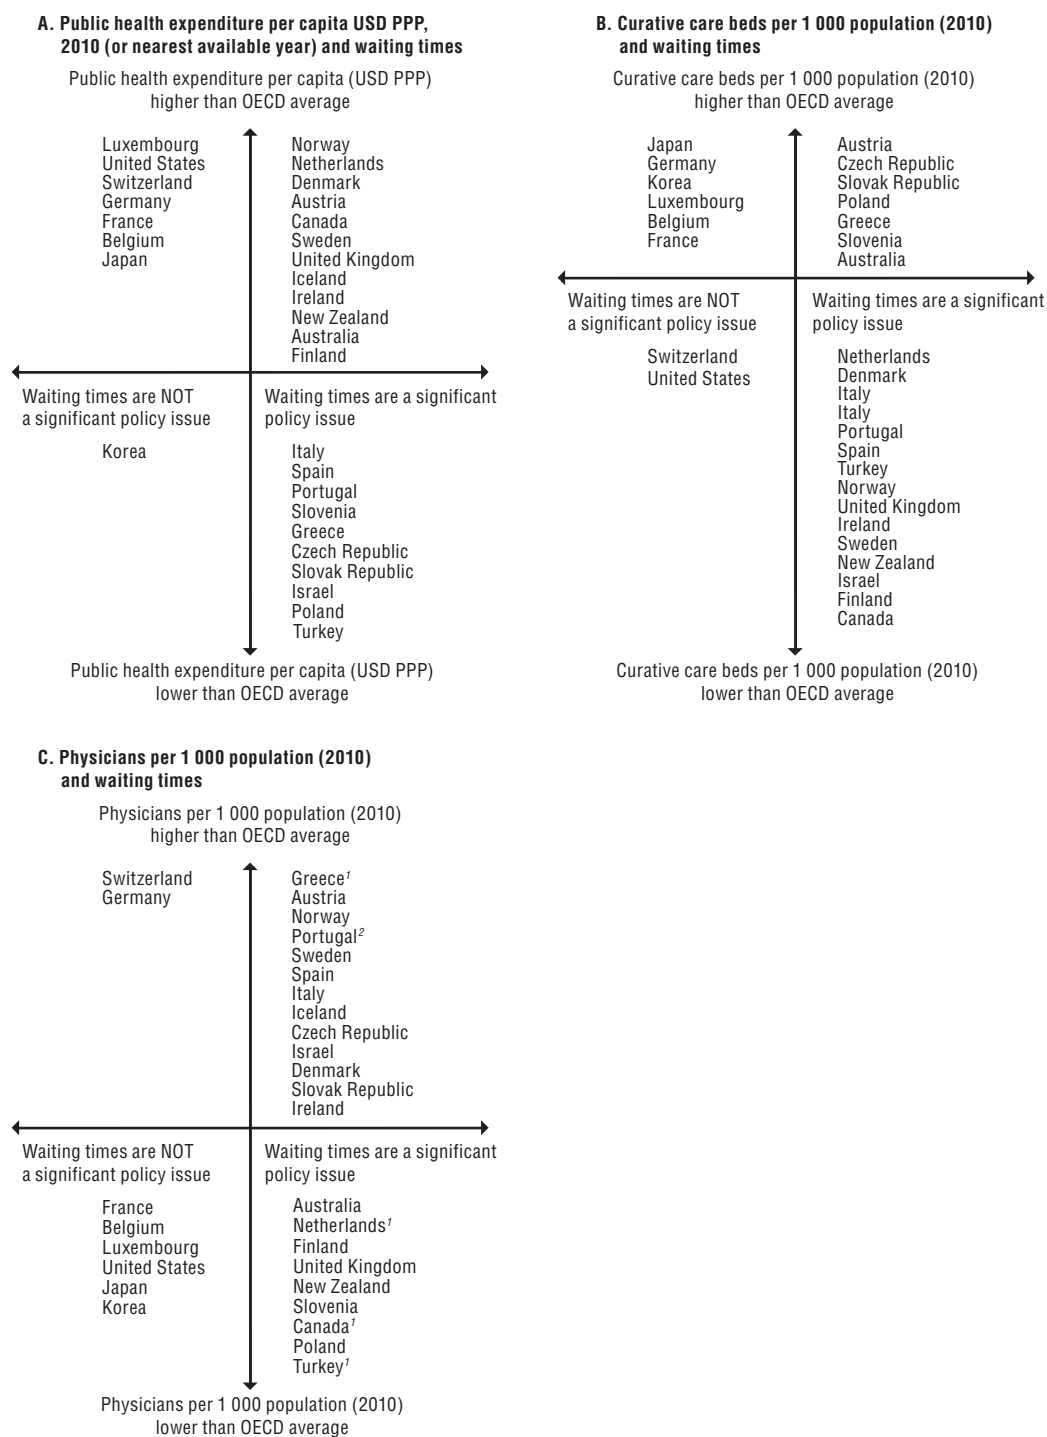 A. Public health expenditure per capita USD PPP,
2010 (or nearest available year) and waiting times
Public health expenditure per capita (USD PPP)
higher than OECD average
Luxembourg
United States
Switzerland
Germany
France
Belgium
Japan
Norway
Netherlands
Denmark
Austria
Canada
Sweden
United Kingdom
Iceland
Ireland
New Zealand
Australia
Finland
Waiting times are NOT
a significant policy issue
Waiting times are a significant
policy issue
Korea
Italy
Spain
Portugal
Slovenia
Greece
Czech Republic
Slovak Republic
Israel
Poland
Turkey
Public health expenditure per capita (USD PPP)
lower than OECD average
B. Curative care beds per 1 000 population (2010)
and waiting times
Curative care beds per 1 000 population (2010)
higher than OECD average
Japan
Germany
Korea
Luxembourg
Belgium
France
Austria
Czech Republic
Slovak Republic
Poland
Greece
Slovenia
Australia
Waiting times are NOT
a significant policy issue
Waiting times are a significant
policy issue
Switzerland
United States
Netherlands
Denmark
Italy
Italy
Portugal
Spain
Turkey
Norway
United Kingdom
Ireland
Sweden
New Zealand
Israel
Finland
Canada
Curative care beds per 1 000 population (2010)
lower than OECD average
C. Physicians per 1 000 population (2010)
and waiting times
Physicians per 1 000 population (2010)
higher than OECD average
Switzerland
Germany
Greece¹
Austria
Norway
Portugal²
Sweden
Spain
Italy
Iceland
Czech Republic
Israel
Denmark
Slovak Republic
Ireland
Waiting times are NOT
a significant policy issue
Waiting times are a significant
policy issue
France
Belgium
Luxembourg
United States
Japan
Korea
Australia
Netherlands¹
Finland
United Kingdom
New Zealand
Slovenia
Canada¹
Poland
Turkey¹
Physicians per 1 000 population (2010)
lower than OECD average